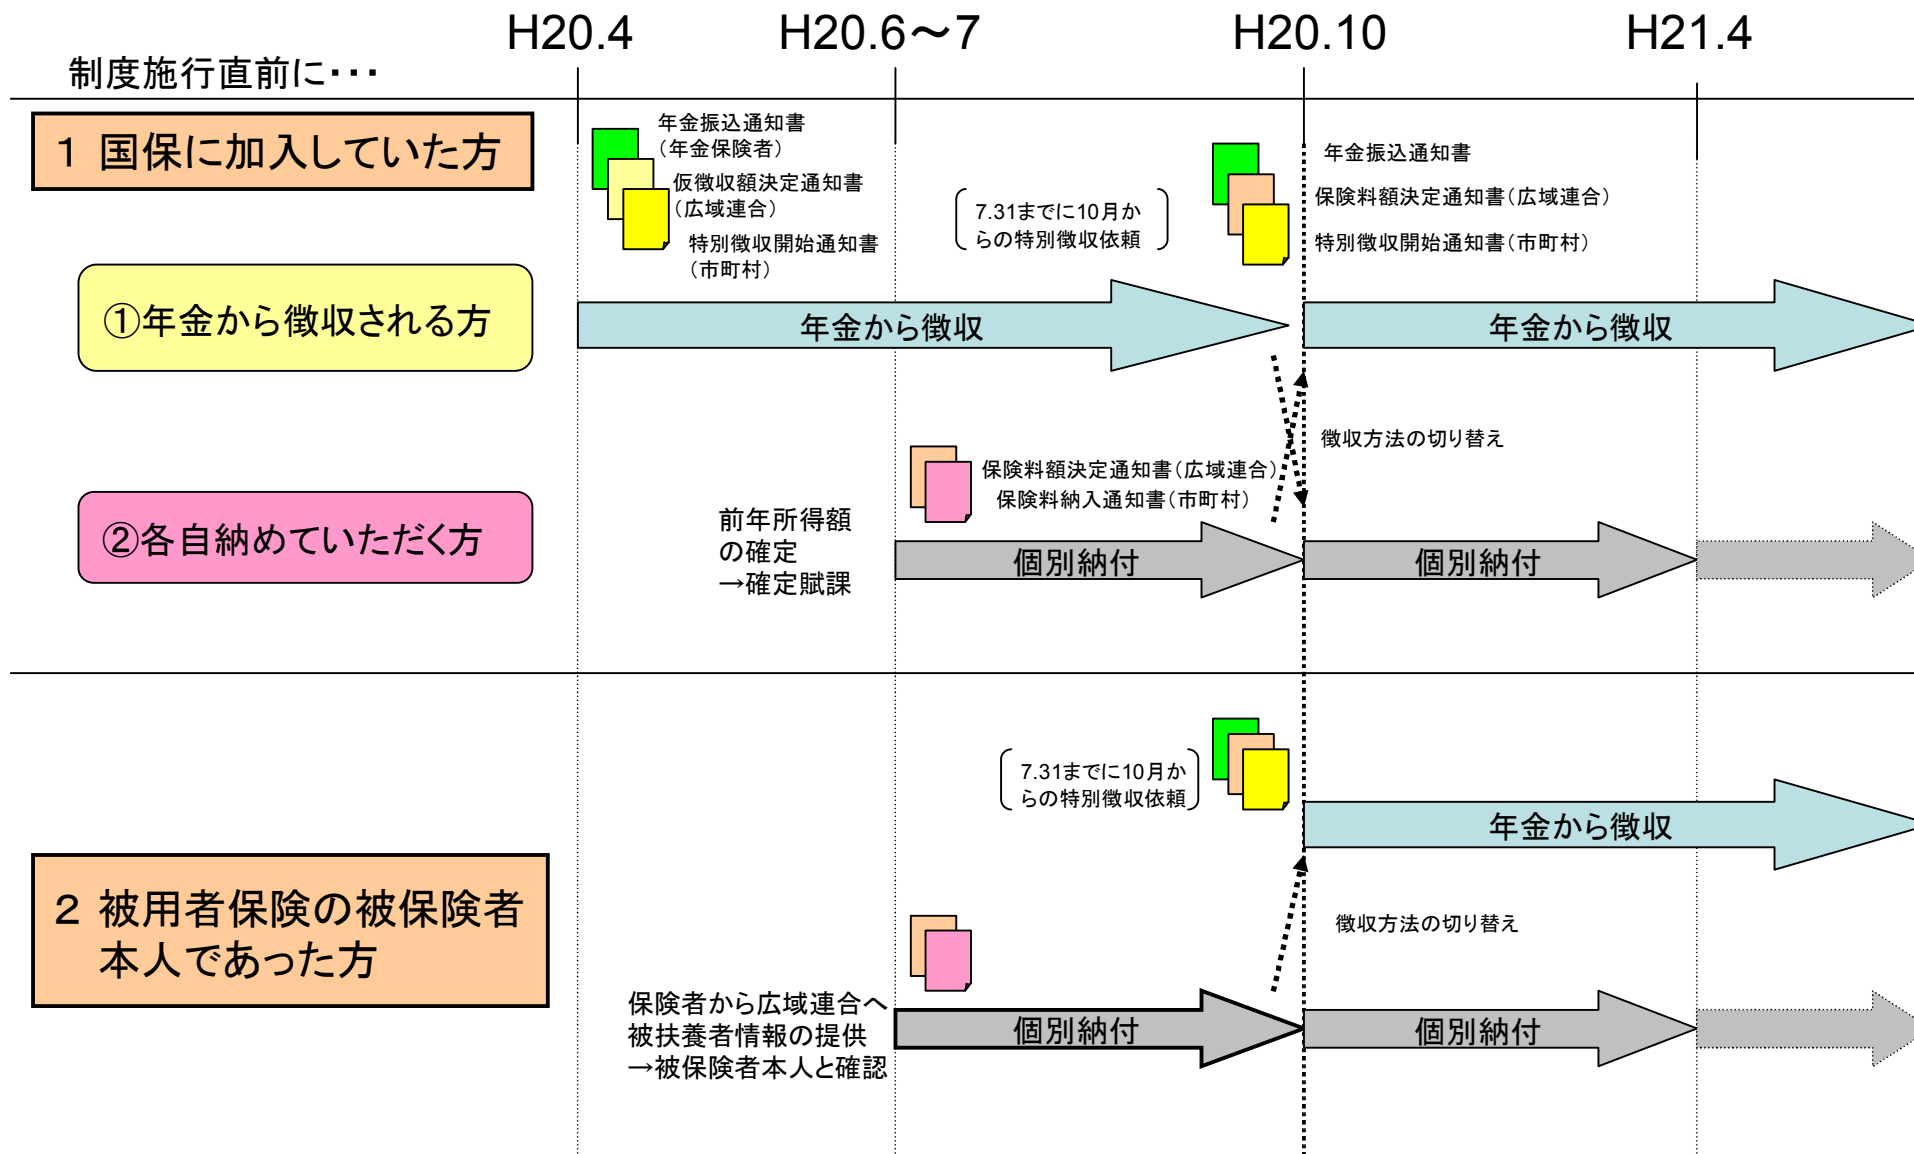 H20.4
H20.6～7
H20.10
H21.4
制度施行直前に･･･
1 国保に加入していた方
年金振込通知書
（年金保険者）
仮徴収額決定通知書
（広域連合）
特別徴収開始通知書
（市町村）
7.31までに10月か
らの特別徴収依頼
年金振込通知書
保険料額決定通知書（広域連合）
特別徴収開始通知書（市町村）
①年金から徴収される方
年金から徴収
年金から徴収
徴収方法の切り替え
②各自納めていただく方
前年所得額
の確定
→確定賦課
保険料額決定通知書（広域連合）
保険料納入通知書（市町村）
個別納付
個別納付
7.31までに10月か
らの特別徴収依頼
年金から徴収
2 被用者保険の被保険者
本人であった方
徴収方法の切り替え
保険者から広域連合へ
被扶養者情報の提供
→被保険者本人と確認
個別納付
個別納付